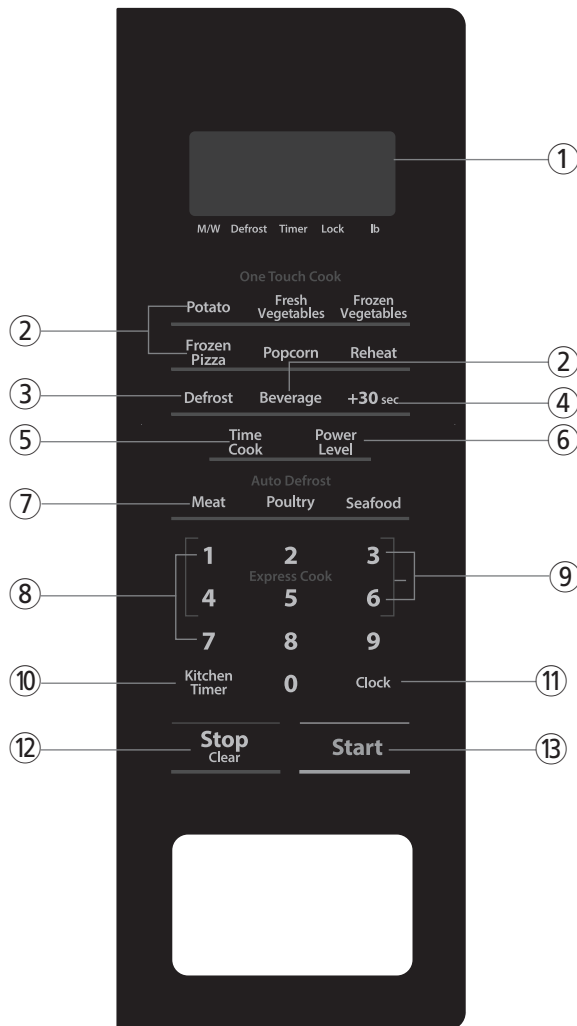 ①
M/W Defrost Timer Lock lb
One Touch Cook
Potato Fresh Vegetables Frozen Vegetables
②
Frozen Pizza Popcorn Reheat
②
③ Defrost Beverage +30 sec ④
⑤ Time Cook Power Level ⑥
Auto Defrost
⑦ Meat Poultry Seafood
1 2 3
⑧ Express Cook ⑨
4 5 6
7 8 9
⑩ Kitchen Timer 0 Clock ⑪
⑫ Stop Clear Start ⑬